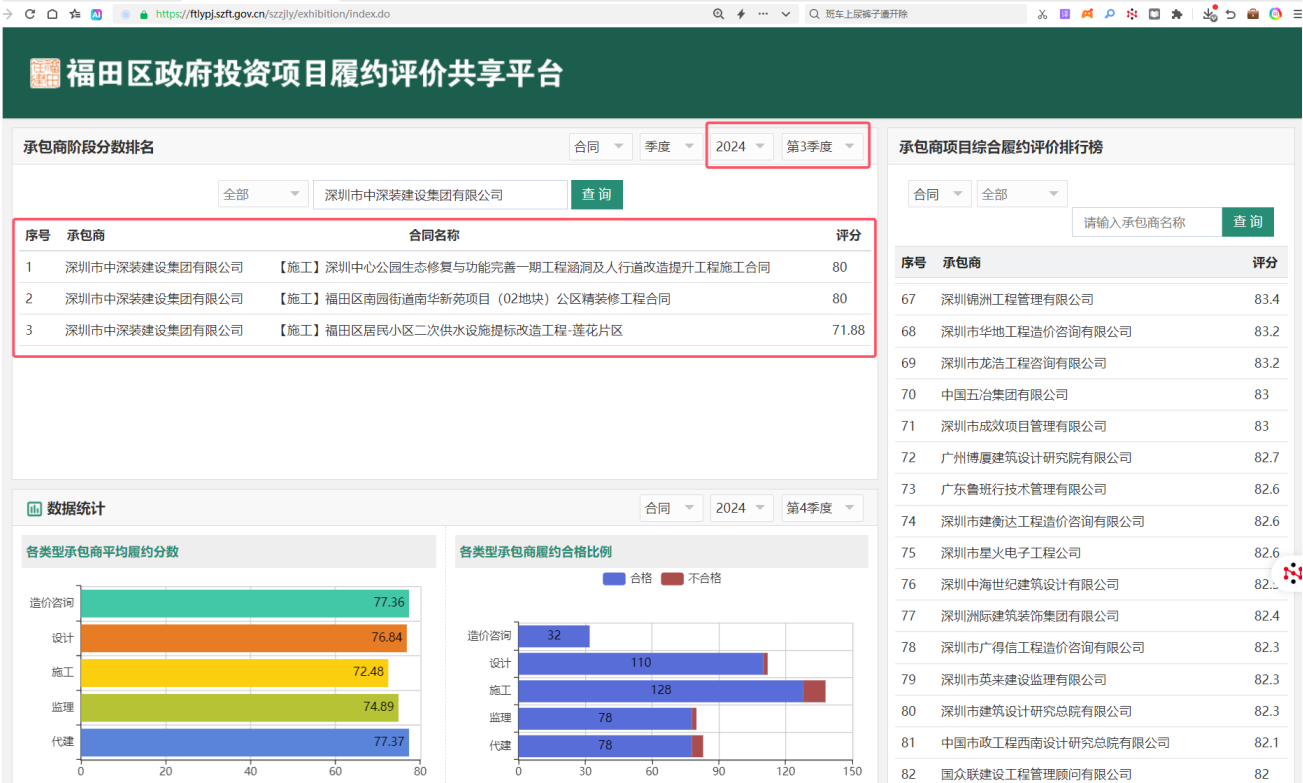 https://ftlypj.szft.gov.cn/szzjly/exhibition/index.do
班车上尿裤子遭开除
福田区政府投资项目履约评价共享平台
承包商阶段分数排名
合同 季度 2024 第3季度
全部 深圳市中深装建设集团有限公司 查询
序号 承包商 合同名称 评分
1 深圳市中深装建设集团有限公司 【施工】深圳中心公园生态修复与功能完善一期工程涵洞及人行道改造提升工程施工合同 80
2 深圳市中深装建设集团有限公司 【施工】福田区南园街道南华新苑项目（02地块）公区精装修工程合同 80
3 深圳市中深装建设集团有限公司 【施工】福田区居民小区二次供水设施提标改造工程-莲花片区 71.88
数据统计
合同 2024 第4季度
各类型承包商平均履约分数
造价咨询 77.36
设计 76.84
施工 72.48
监理 74.89
代建 77.37
0 20 40 60 80
各类型承包商履约合格比例
合格 不合格
造价咨询 32
设计 110
施工 128
监理 78
代建 78
0 30 60 90 120 150
承包商项目综合履约评价排行榜
合同 全部
请输入承包商名称 查询
序号 承包商 评分
67 深圳锦洲工程管理有限公司 83.4
68 深圳市华地工程造价咨询有限公司 83.2
69 深圳市龙浩工程咨询有限公司 83.2
70 中国五冶集团有限公司 83
71 深圳市成效项目管理有限公司 83
72 广州博厦建筑设计研究院有限公司 82.7
73 广东鲁班行技术管理有限公司 82.6
74 深圳市建衡达工程造价咨询有限公司 82.6
75 深圳市星火电子工程公司 82.6
76 深圳中海世纪建筑设计有限公司
77 深圳洲际建筑装饰集团有限公司 82.4
78 深圳市广得信工程造价咨询有限公司 82.3
79 深圳市英来建设监理有限公司 82.3
80 深圳市建筑设计研究总院有限公司 82.3
81 中国市政工程西南设计研究总院有限公司 82.1
82 国众联建设工程管理顾问有限公司 82